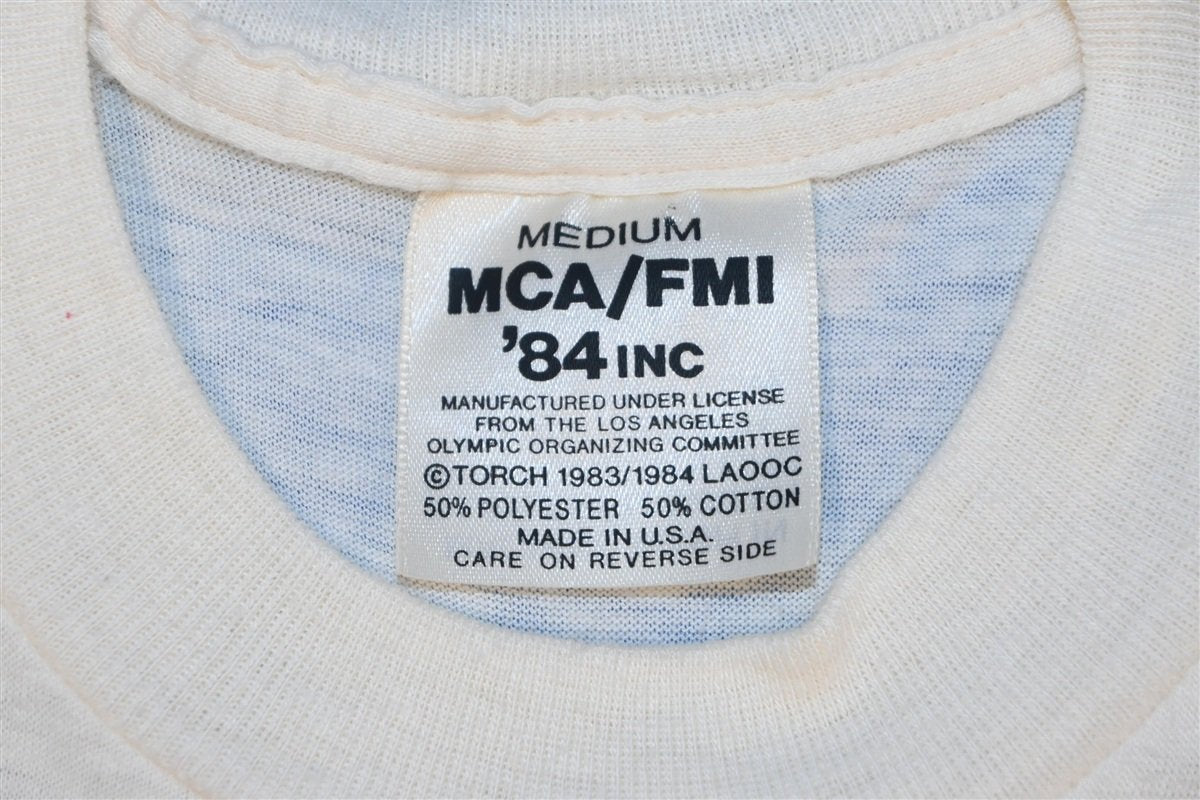 MEDIUM
MCA/FMI
'84 INC
MANUFACTURED UNDER LICENSE
FROM THE LOS ANGELES
OLYMPIC ORGANIZING COMMITTEE
©TORCH 1983/1984 LAOOC
50% POLYESTER 50% COTTON
MADE IN U.S.A.
CARE ON REVERSE SIDE